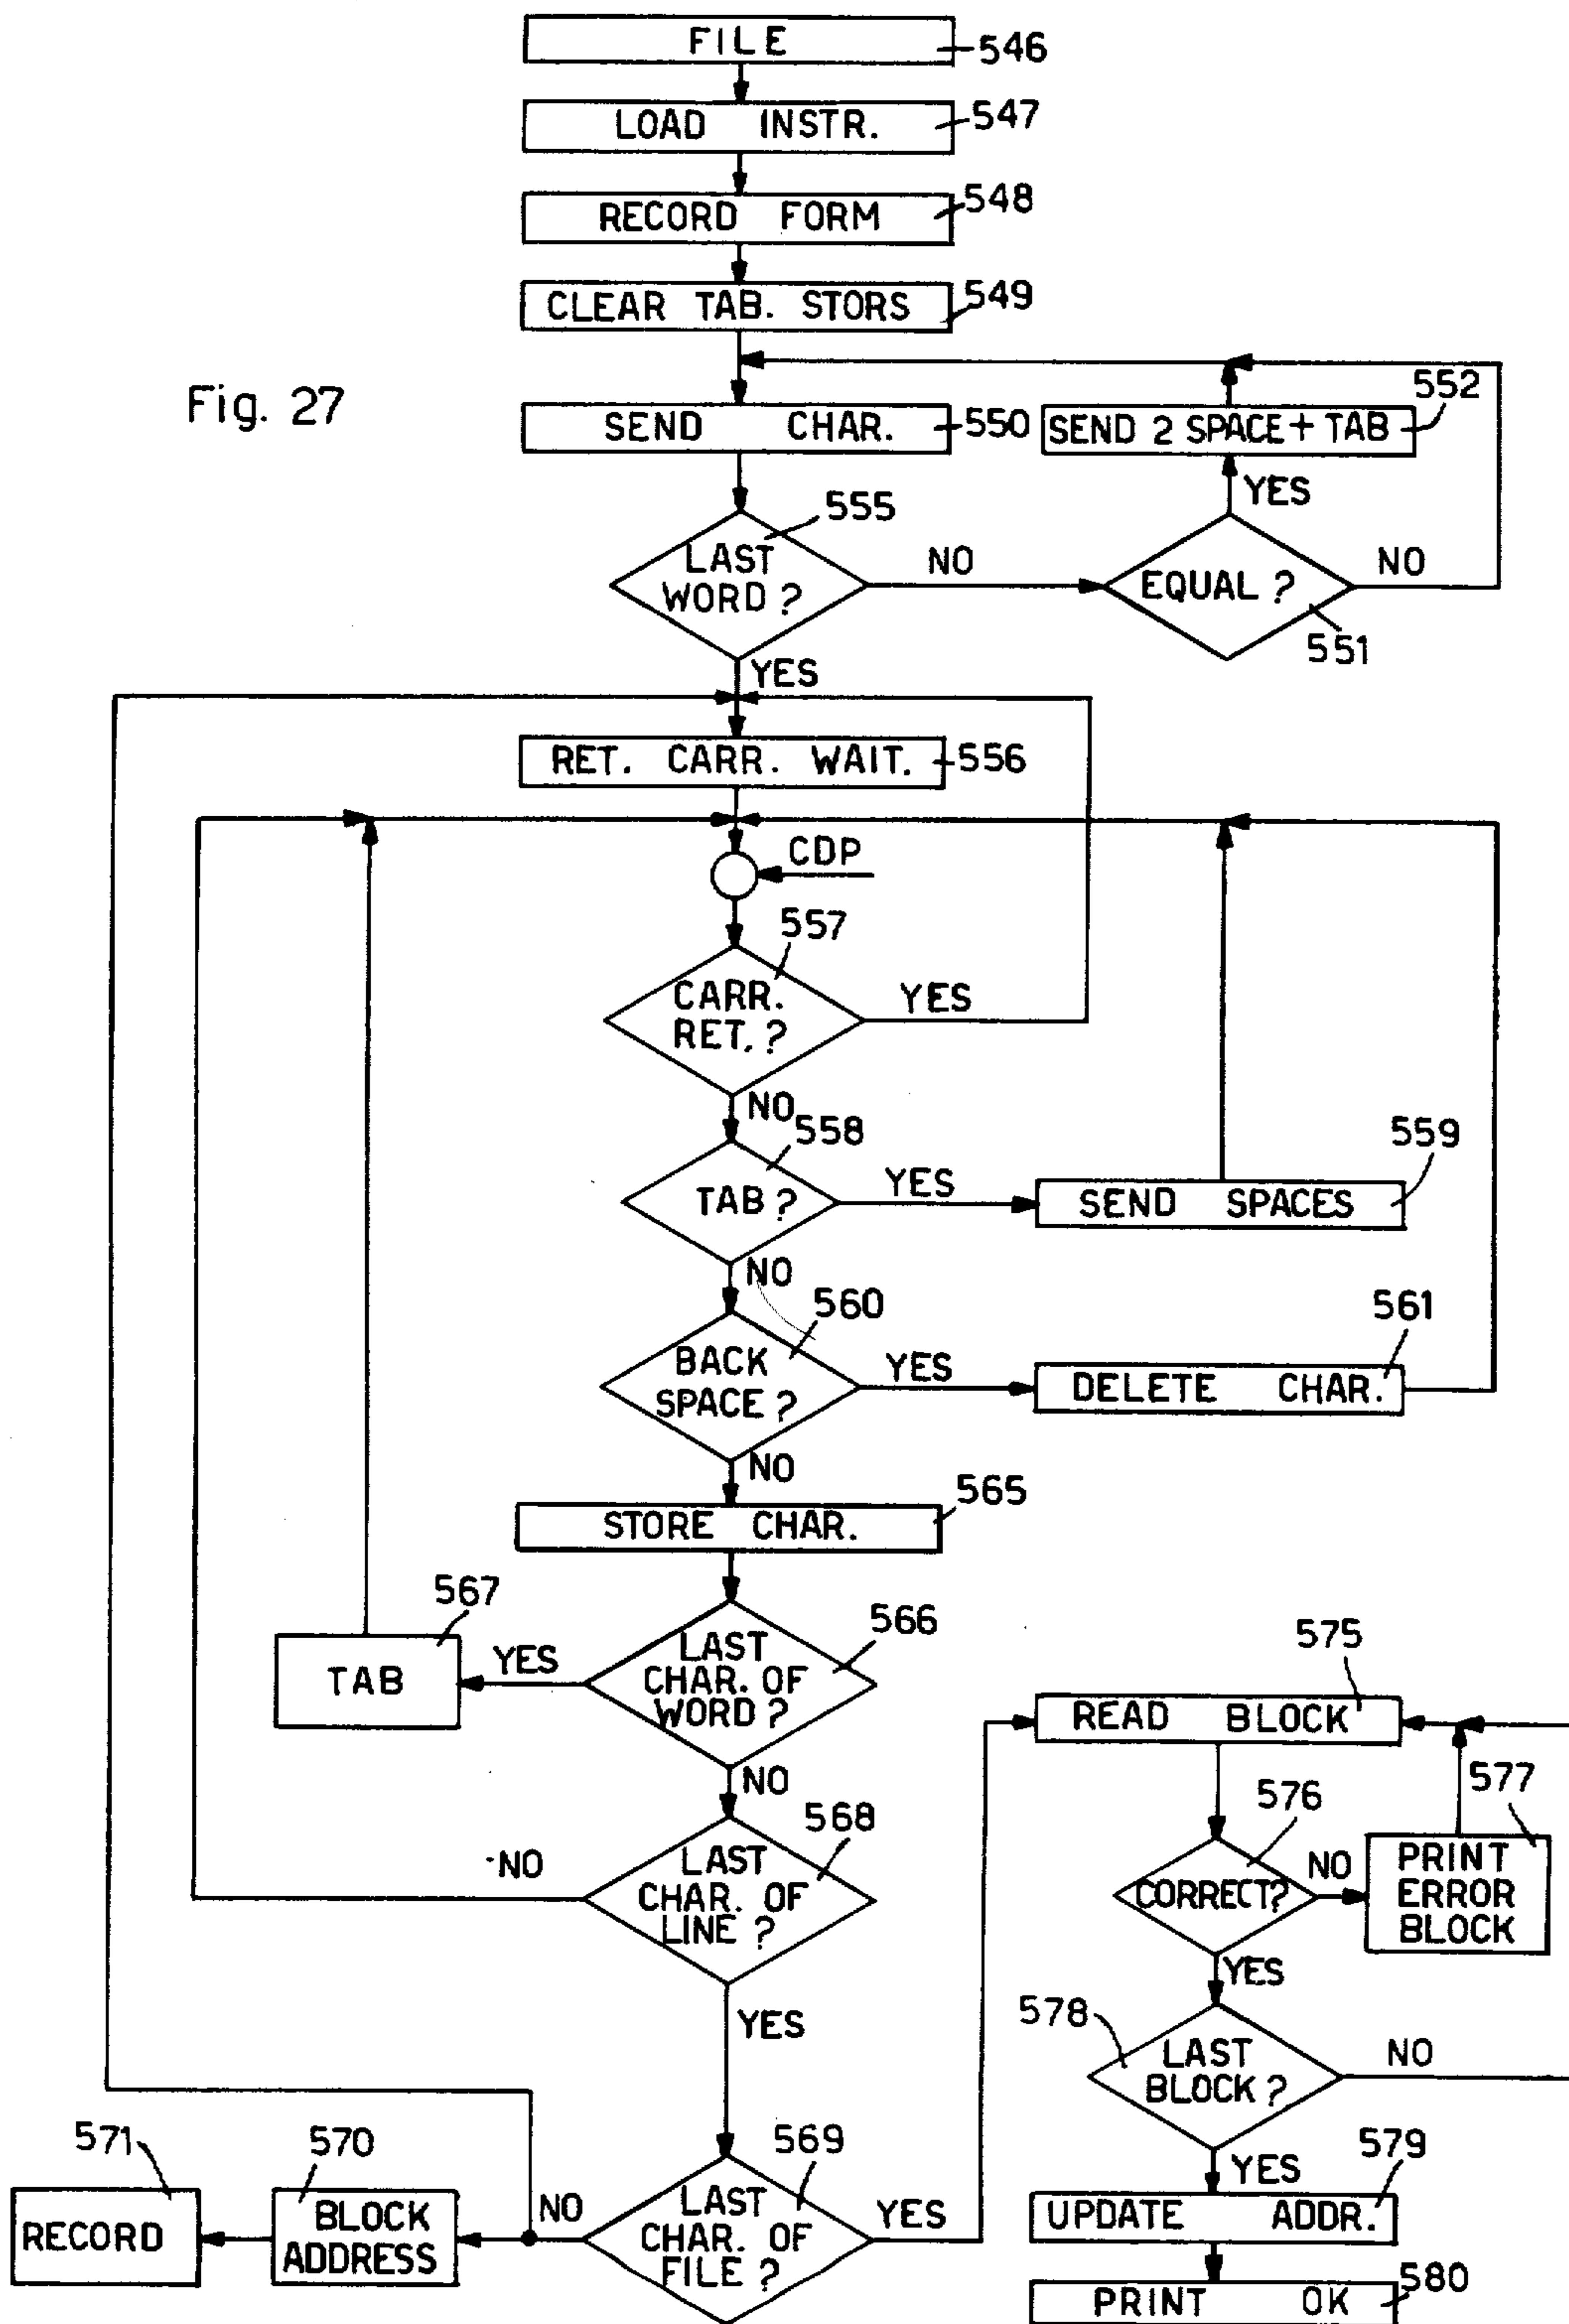 FILE
546
LOAD INSTR.
547
RECORD FORM
548
CLEAR TAB. STORS
549
Fig. 27
SEND CHAR.
550
SEND 2 SPACE + TAB
552
YES
555
LAST
WORD ?
NO
EQUAL ?
NO
551
YES
RET. CARR. WAIT.
556
CDP
557
CARR.
RET. ?
YES
NO
558
TAB ?
YES
SEND SPACES
559
NO
560
BACK
SPACE ?
YES
DELETE CHAR.
561
NO
STORE CHAR.
565
566
LAST
CHAR. OF
WORD ?
YES
567
TAB
NO
568
LAST
CHAR. OF
LINE ?
NO
YES
569
LAST
CHAR. OF
FILE ?
NO
570
BLOCK
ADDRESS
571
RECORD
YES
575
READ BLOCK
576
CORRECT?
NO
577
PRINT
ERROR
BLOCK
YES
578
LAST
BLOCK ?
NO
YES
579
UPDATE ADDR.
PRINT OK
580